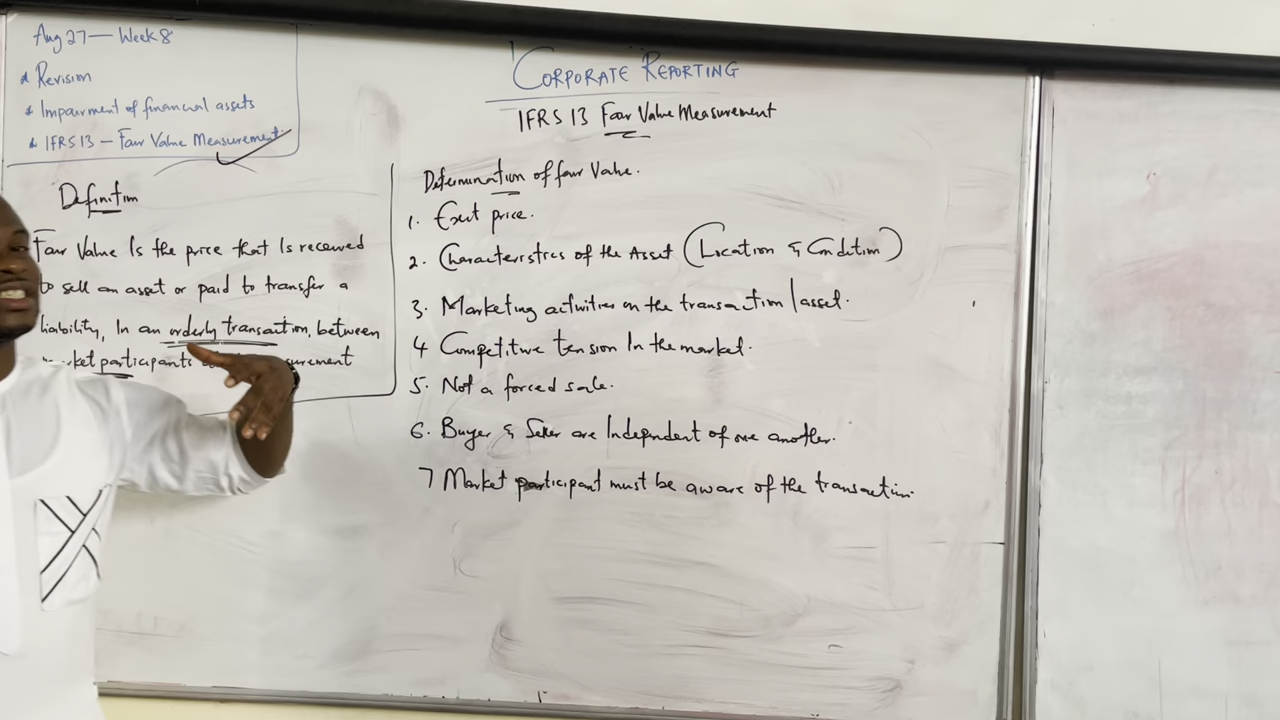 Aug 27 — Week 8
* Revision
* Impairment of financial assets
* IFRS 13 – Fair Value Measurement
CORPORATE REPORTING
IFRS 13 Fair Value Measurement
Definition
Fair Value Is the price that Is received
to sell an asset or paid to transfer a
liability, In an orderly transaction, between
participants
Determination of fair Value.
1. Exit price.
2. Characteristics of the Asset (Location & Condition)
3. Marketing activities on the transaction / asset.
4 Competitive tension In the market.
5. Not a forced sale.
6. Buyer & Seller are Independent of one another.
7 Market participant must be aware of the transaction.